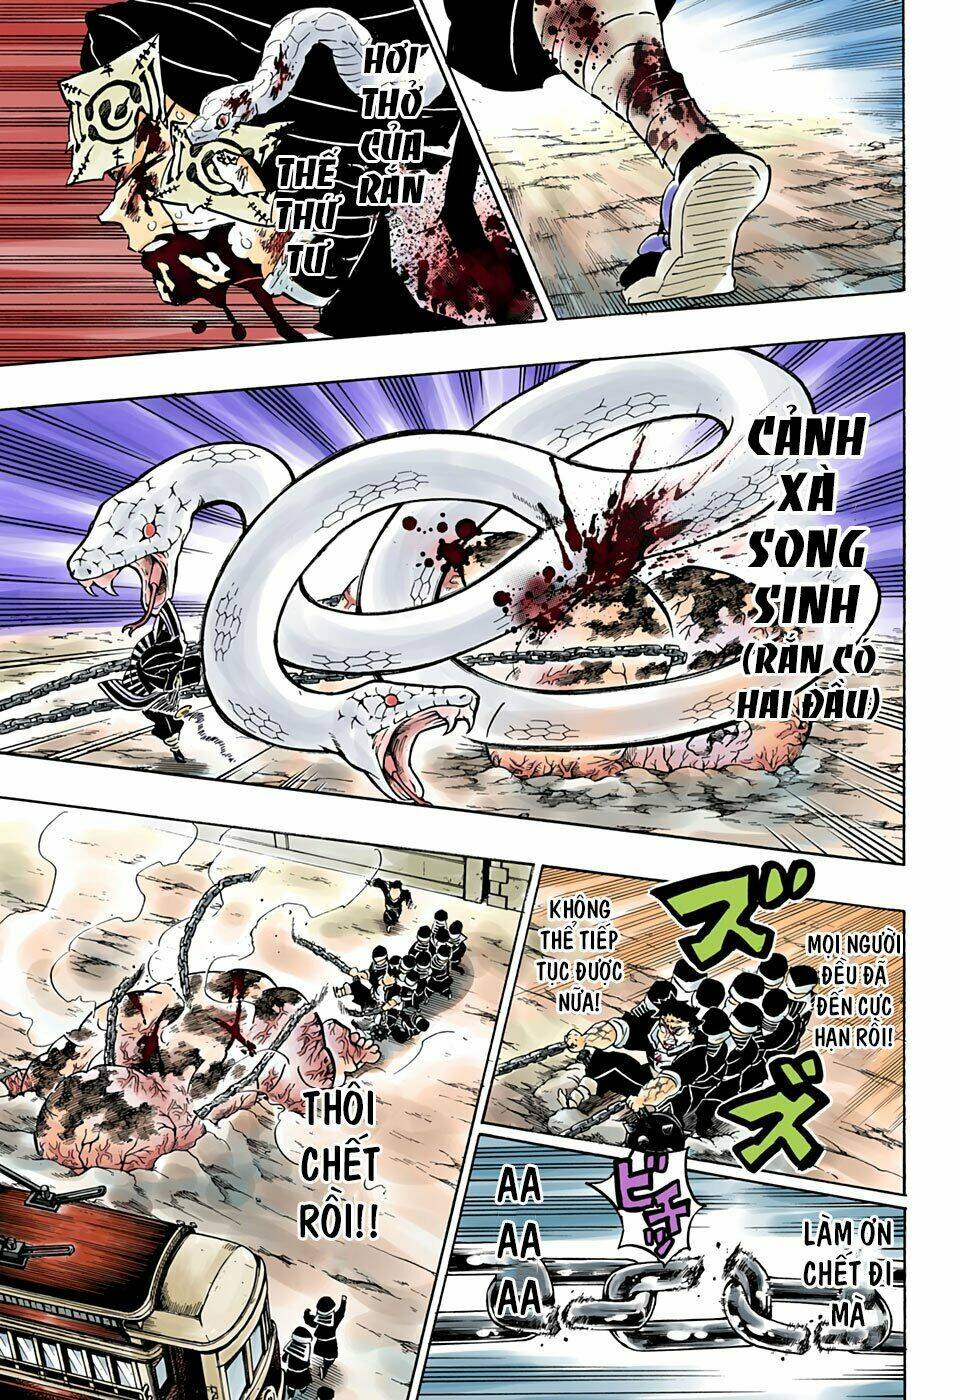 HƠI
THỞ
CỦA
RẮN
THẾ
THỨ
TƯ
CẢNH
XÀ
SONG
SINH
(RẮN CÓ
HAI ĐẦU)
ズズ
MỌI NGƯỜI
ĐỀU ĐÃ
ĐẾN CỰC
HẠN RỒI!
KHÔNG
THỂ TIẾP
TỤC ĐƯỢC
NỮA!
LÀM ƠN
CHẾT ĐI
MÀ
ビチッ
AA
AA
AA
THÔI
CHẾT
RỒI!!